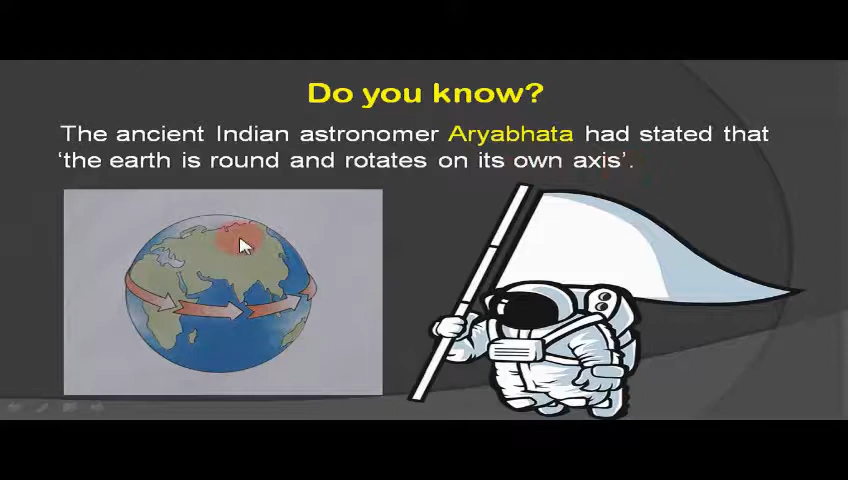 Do you know?
The ancient Indian astronomer Aryabhata had stated that
‘the earth is round and rotates on its own axis’.